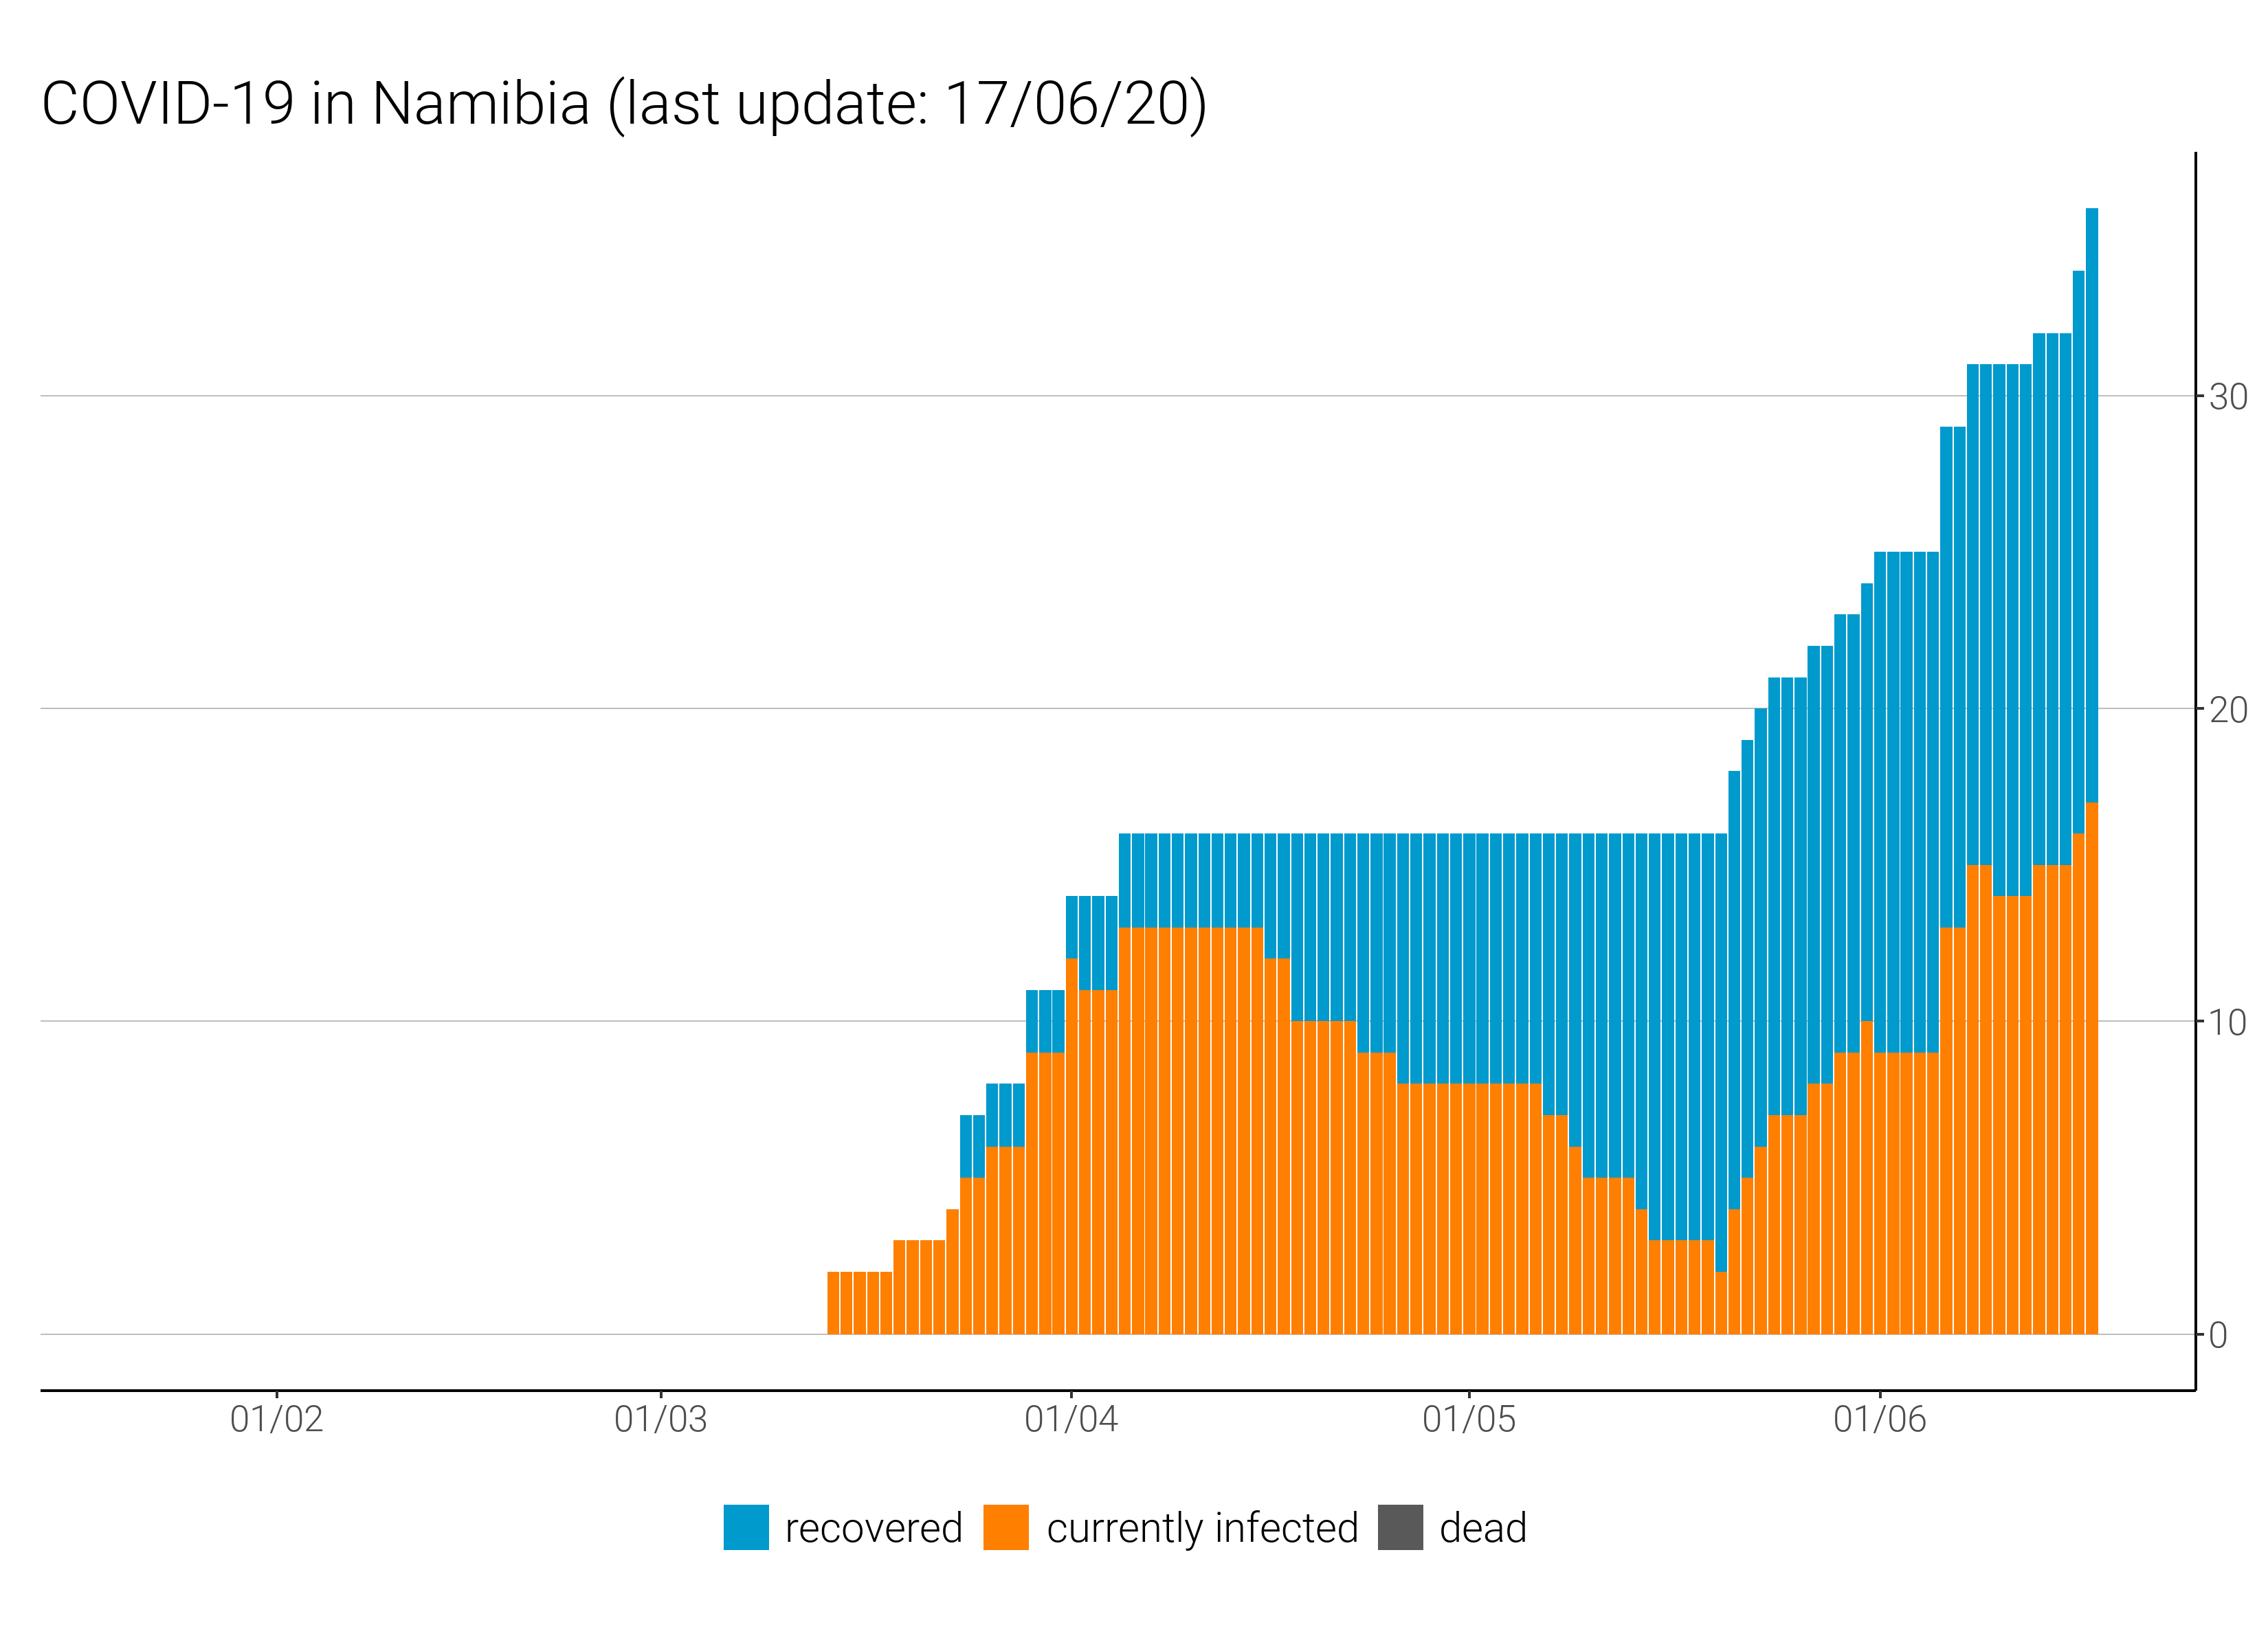 COVID-19 in Namibia (last update: 17/06/20)
30
20
10
0
01/02 01/03 01/04 01/05 01/06
recovered currently infected dead